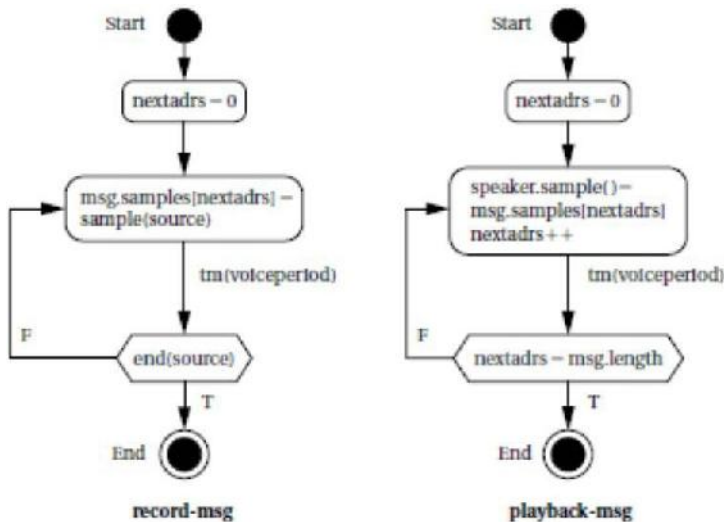 Start
nextadrs = 0
msg.samples[nextadrs] =
sample(source)
tm(voiceperiod)
F
end(source)
T
End
record-msg
Start
nextadrs = 0
speaker.sample() =
msg.samples[nextadrs]
nextadrs++
tm(voiceperiod)
F
nextadrs = msg.length
T
End
playback-msg